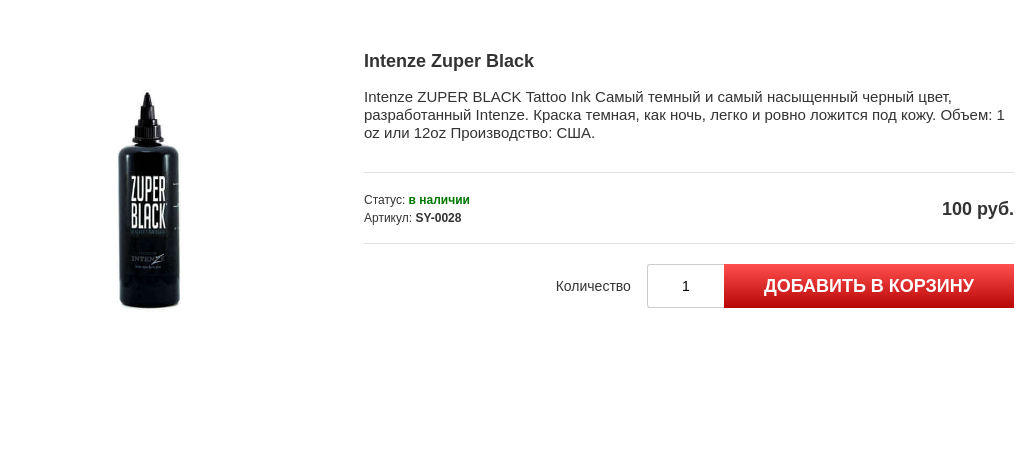 Intenze Zuper Black
Intenze ZUPER BLACK Tattoo Ink Самый темный и самый насыщенный черный цвет,
разработанный Intenze. Краска темная, как ночь, легко и ровно ложится под кожу. Объем: 1
oz или 12oz Производство: США.
ZUPER
BLACK
INTENZE
Статус: в наличии
Артикул: SY-0028
100 руб.
Количество
1
ДОБАВИТЬ В КОРЗИНУ